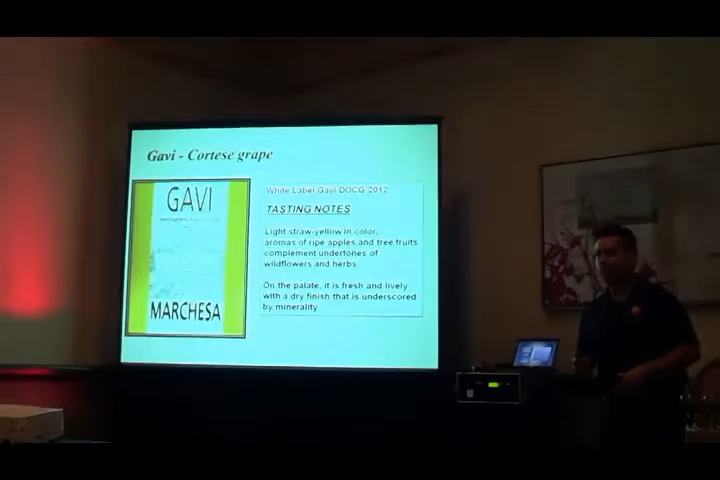 Gavi - Cortese grape
GAVI
MARCHESA
White Label Gavi DOCG 2012
TASTING NOTES
Light straw-yellow in color,
aromas of ripe apples and tree fruits
complement undertones of
wildflowers and herbs
On the palate, it is fresh and lively
with a dry finish that is underscored
by minerality